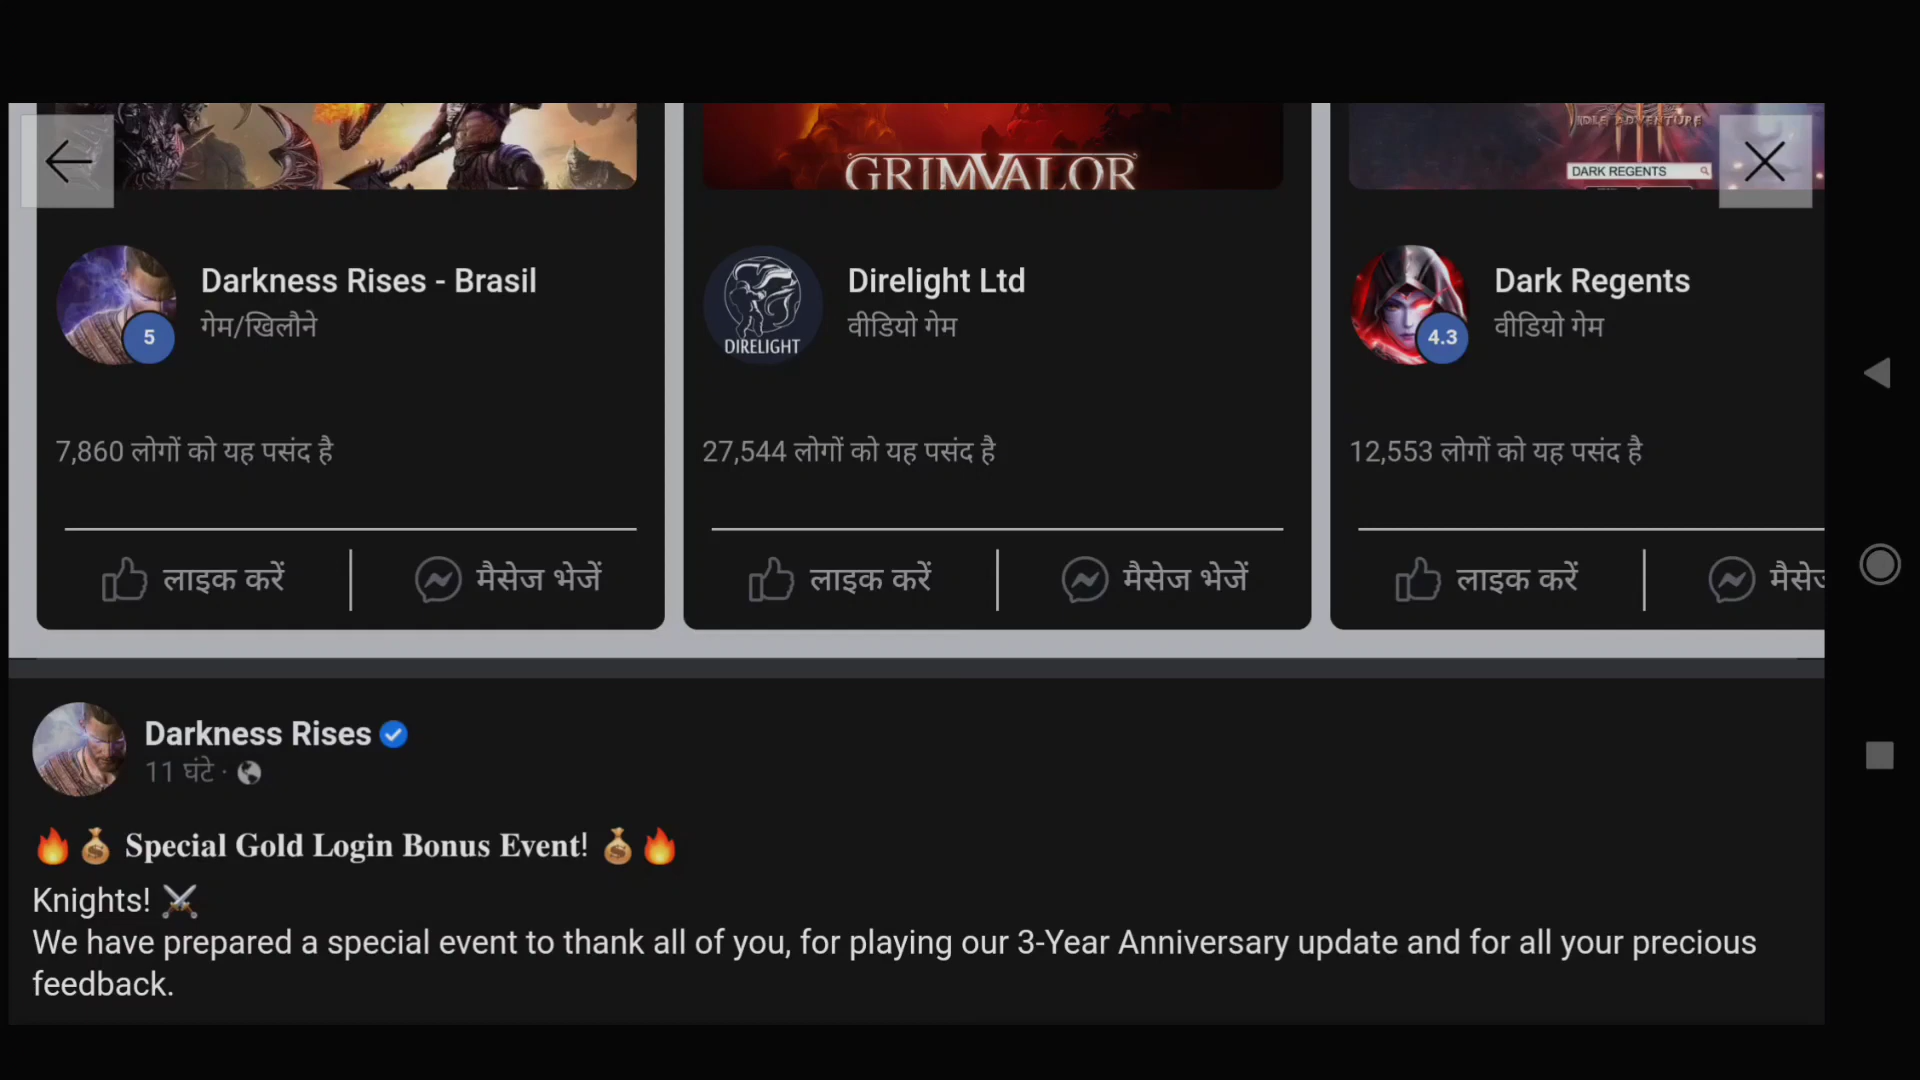 GRIMVALOR
IDLE ADVENTURE
DARK REGENTS
Darkness Rises - Brasil
गेम/खिलौने
5
7,860 लोगों को यह पसंद है
लाइक करें
मैसेज भेजें
Direlight Ltd
वीडियो गेम
DIRELIGHT
27,544 लोगों को यह पसंद है
लाइक करें
मैसेज भेजें
Dark Regents
वीडियो गेम
4.3
12,553 लोगों को यह पसंद है
लाइक करें
Darkness Rises
11 घंटे ·
🔥💰 Special Gold Login Bonus Event! 💰🔥
Knights! ⚔️
We have prepared a special event to thank all of you, for playing our 3-Year Anniversary update and for all your precious
feedback.